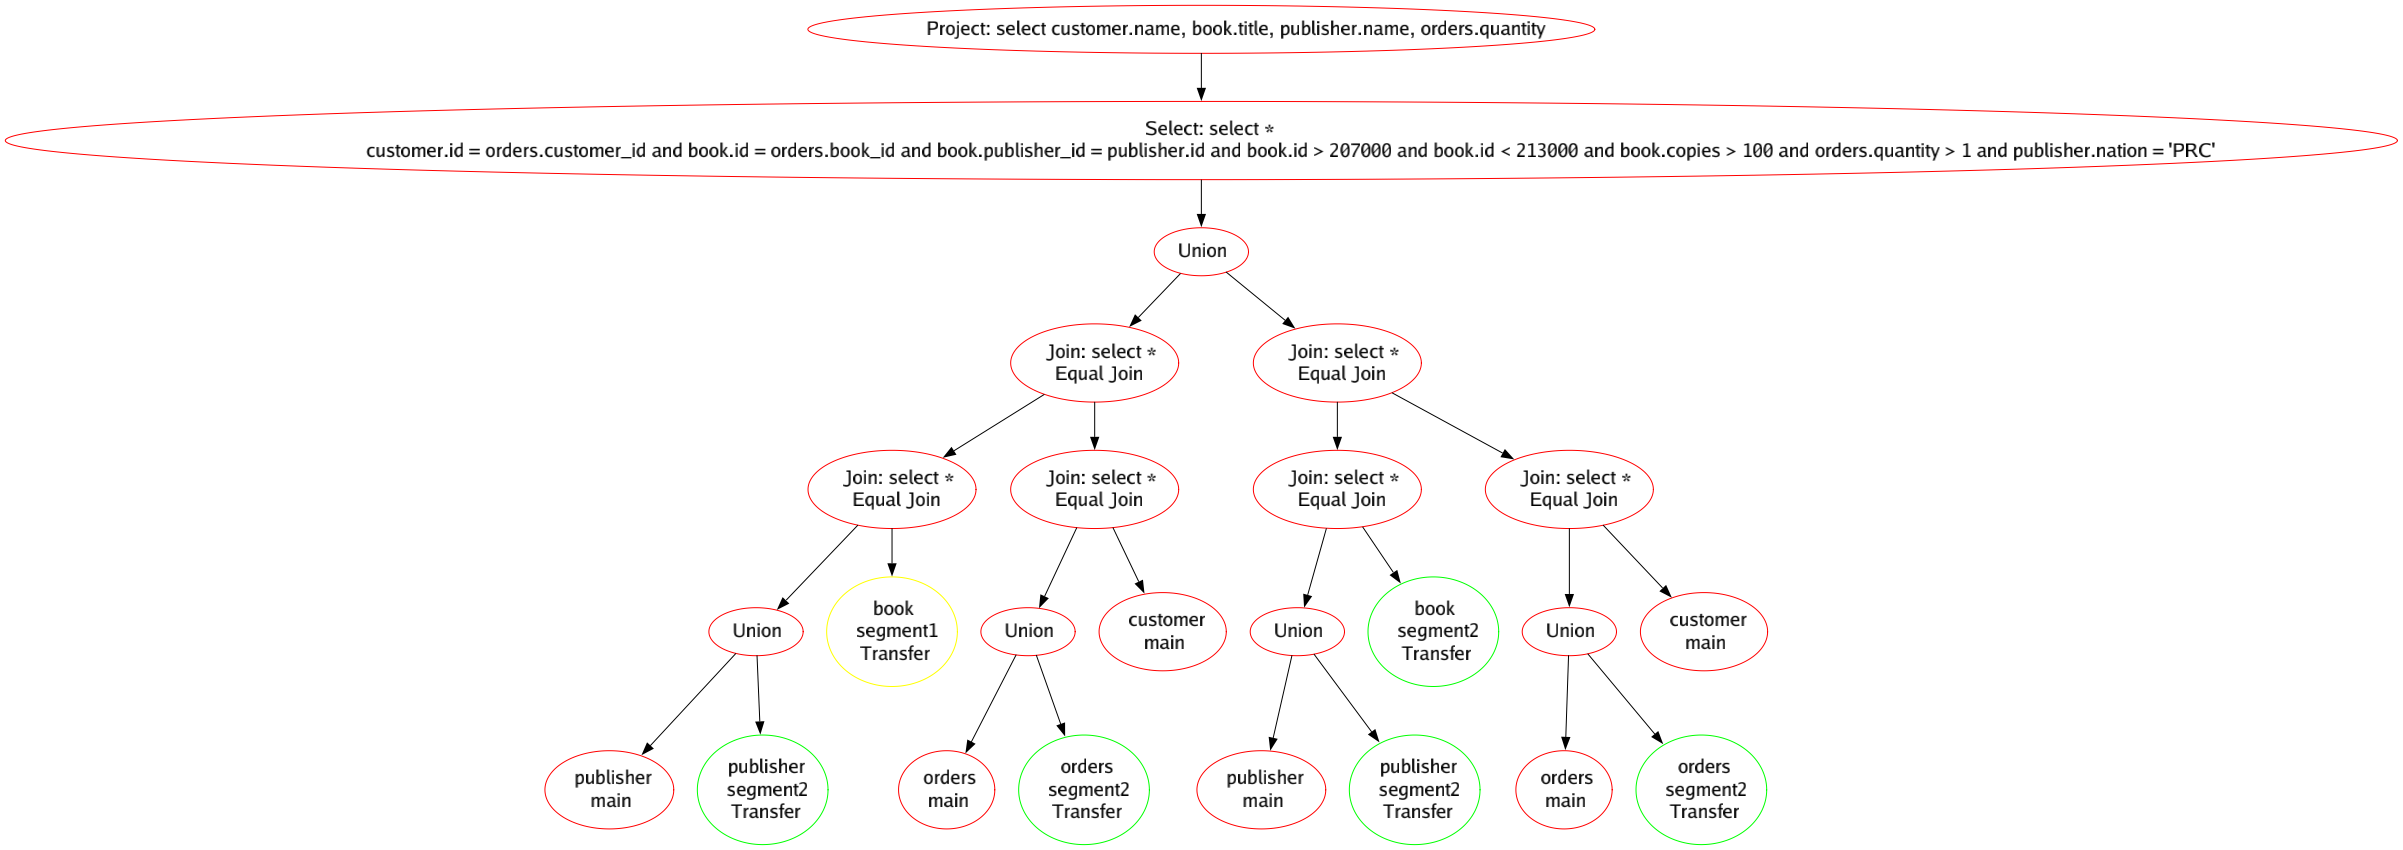 Project: select customer.name, book.title, publisher.name, orders.quantity
Select: select *
customer.id = orders.customer_id and book.id = orders.book_id and book.publisher_id = publisher.id and book.id > 207000 and book.id < 213000 and book.copies > 100 and orders.quantity > 1 and publisher.nation = 'PRC'
Union
Join: select *
Equal Join
Join: select *
Equal Join
Join: select *
Equal Join
Join: select *
Equal Join
Join: select *
Equal Join
Join: select *
Equal Join
Union
book
segment1
Transfer
Union
customer
main
Union
book
segment2
Transfer
Union
customer
main
publisher
main
publisher
segment2
Transfer
orders
main
orders
segment2
Transfer
publisher
main
publisher
segment2
Transfer
orders
main
orders
segment2
Transfer